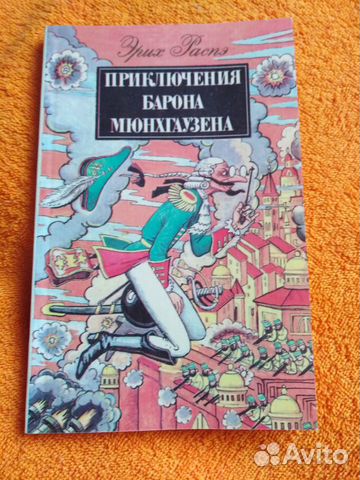 Эрих Распэ
ПРИКЛЮЧЕНИЯ
БАРОНА
МЮНХГАУЗЕНА
Avito